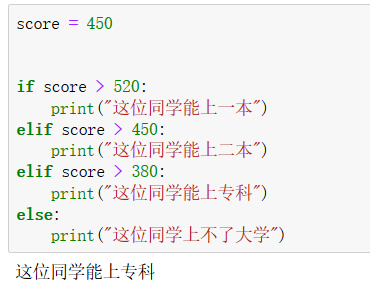 score = 450
if score > 520:
    print("这位同学能上一本")
elif score > 450:
    print("这位同学能上二本")
elif score > 380:
    print("这位同学能上专科")
else:
    print("这位同学上不了大学")
这位同学能上专科